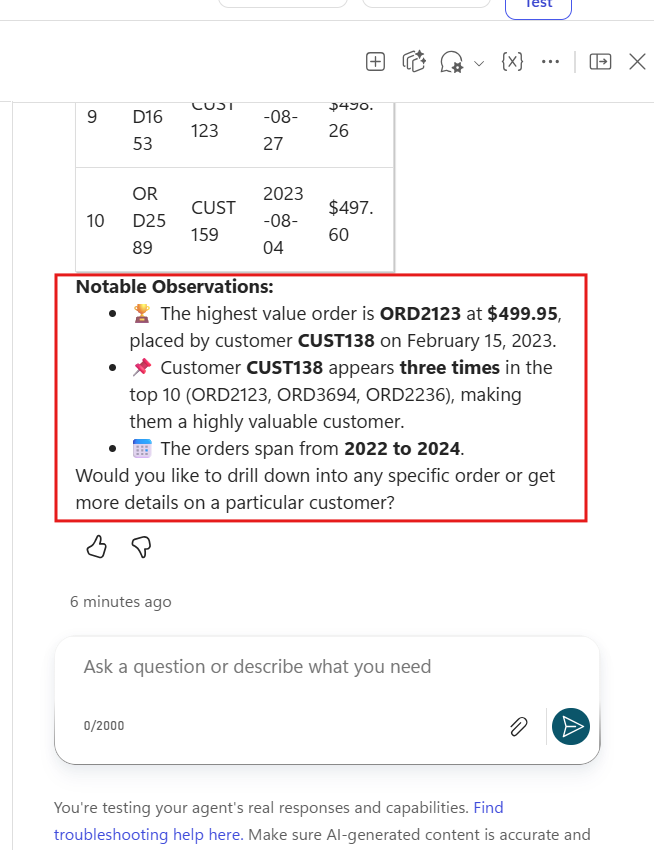 Test
{x}
CUST -08- $498.
9 D16 123 27 26
53
OR 2023
D25 CUST -08- $497.
10 89 159 04 60
Notable Observations:
• 🏆 The highest value order is ORD2123 at $499.95,
placed by customer CUST138 on February 15, 2023.
• 📌 Customer CUST138 appears three times in the
top 10 (ORD2123, ORD3694, ORD2236), making
them a highly valuable customer.
• 📅 The orders span from 2022 to 2024.
Would you like to drill down into any specific order or get
more details on a particular customer?
6 minutes ago
Ask a question or describe what you need
0/2000
You're testing your agent's real responses and capabilities. Find
troubleshooting help here. Make sure AI-generated content is accurate and